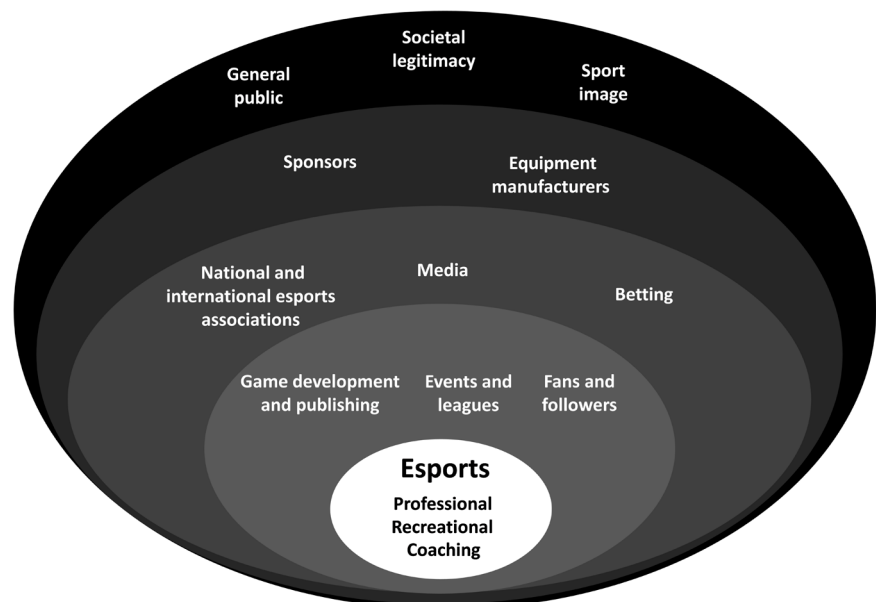 Societal
legitimacy
General
public
Sport
image
Sponsors
Equipment
manufacturers
National and
international esports
associations
Media
Betting
Game development
and publishing
Events and
leagues
Fans and
followers
Esports
Professional
Recreational
Coaching